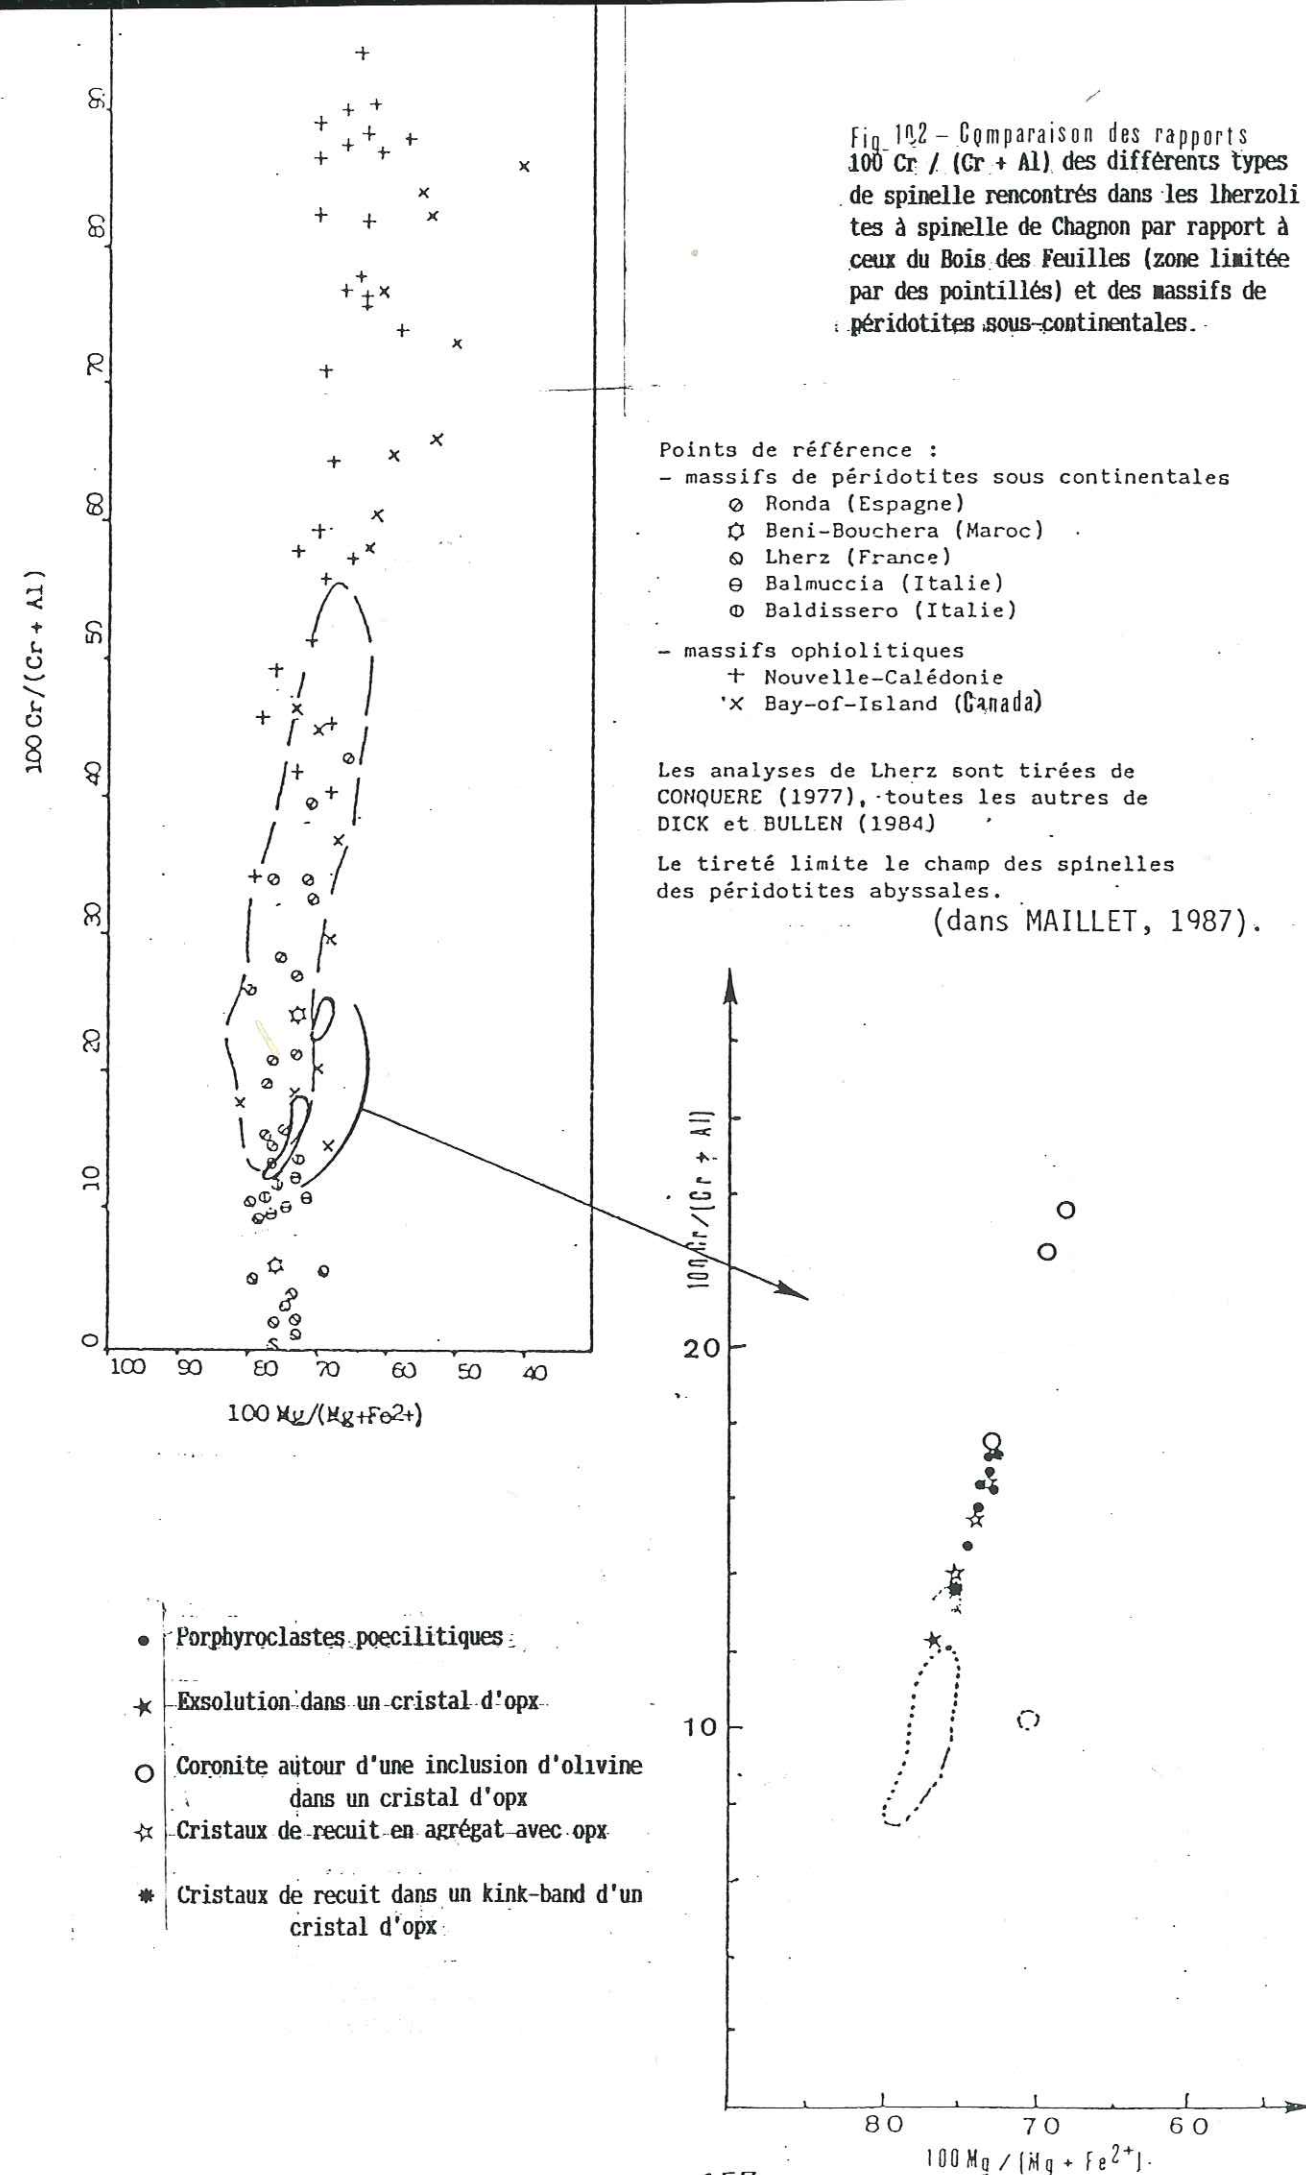 Fig 102 – Comparaison des rapports
100 Cr / (Cr + Al) des différents types
de spinelle rencontrés dans les lherzoli
tes à spinelle de Chagnon par rapport à
ceux du Bois des Feuilles (zone limitée
par des pointillés) et des massifs de
péridotites sous-continentales.
90
80
70
60
50
40
30
20
10
0
100 Cr/(Cr + Al)
100 90 80 70 60 50 40
100 Mg/(Mg+Fe2+)
Points de référence :
– massifs de péridotites sous continentales
Ronda (Espagne)
Beni-Bouchera (Maroc)
Lherz (France)
Balmuccia (Italie)
Baldissero (Italie)
– massifs ophiolitiques
+ Nouvelle-Calédonie
x Bay-of-Island (Canada)
Les analyses de Lherz sont tirées de
CONQUERE (1977), toutes les autres de
DICK et BULLEN (1984)
Le tireté limite le champ des spinelles
des péridotites abyssales.
(dans MAILLET, 1987).
100 Cr/[Cr + Al]
20
10
80 70 60
100 Mg / [Mg + Fe2+].
Porphyroclastes poecilitiques
Exsolution dans un cristal d'opx
Coronite autour d'une inclusion d'olivine
dans un cristal d'opx
Cristaux de recuit en agrégat avec opx
Cristaux de recuit dans un kink-band d'un
cristal d'opx